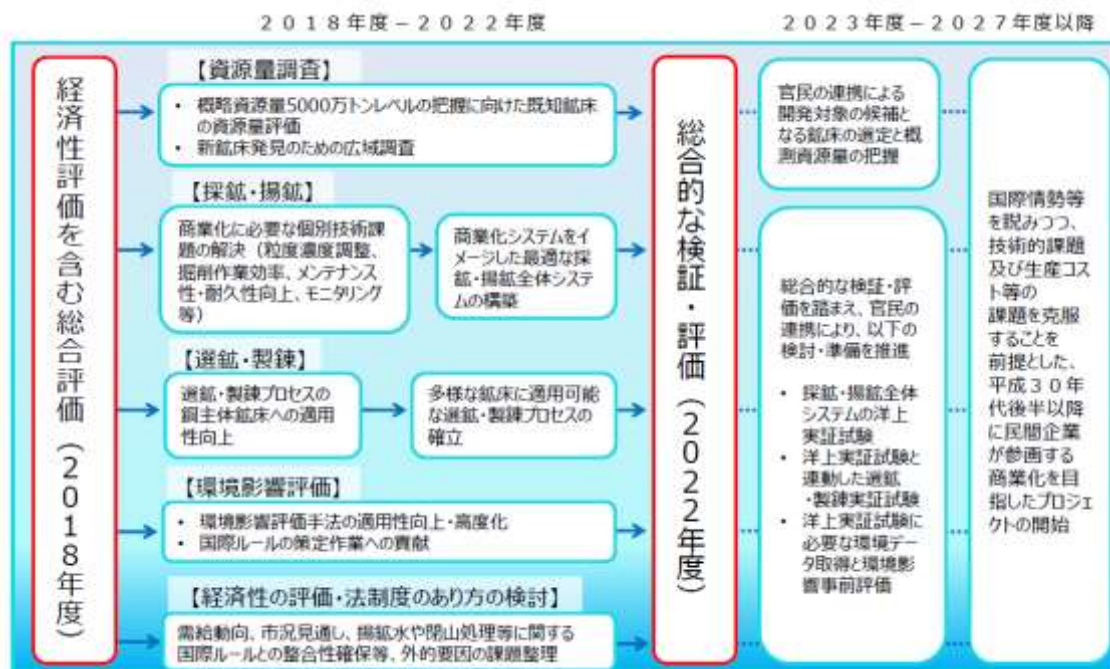 2018年度－2022年度
2023年度－2027年度以降
経済性評価を含む総合評価（2018年度）
【資源量調査】
• 概略資源量5000万トンレベルの把握に向けた既知鉱床
の資源量評価
• 新鉱床発見のための広域調査
【採鉱・揚鉱】
商業化に必要な個別技術課
題の解決（粒度濃度調整、
掘削作業効率、メンテナンス
性・耐久性向上、モニタリング
等）
商業化システムをイ
メージした最適な採
鉱・揚鉱全体システ
ムの構築
【選鉱・製錬】
選鉱・製錬プロセスの
銅主体鉱床への適用
性向上
多様な鉱床に適用可能
な選鉱・製錬プロセスの
確立
【環境影響評価】
• 環境影響評価手法の適用性向上・高度化
• 国際ルールの策定作業への貢献
【経済性の評価・法制度のあり方の検討】
需給動向、市況見通し、揚鉱水や閉山処理等に関する
国際ルールとの整合性確保等、外的要因の課題整理
総合的な検証・評価（2022年度）
官民の連携による
開発対象の候補と
なる鉱床の選定と概
測資源量の把握
総合的な検証・評
価を踏まえ、官民の
連携により、以下の
検討・準備を推進
• 採鉱・揚鉱全体
システムの洋上
実証試験
• 洋上実証試験と
連動した選鉱
・製錬実証試験
• 洋上実証試験に
必要な環境デー
タ取得と環境影
響事前評価
国際情勢等
を睨みつつ、
技術的課題
及び生産コス
ト等の
課題を克服
することを
前提とした、
平成３０年
代後半以降
に民間企業
が参画する
商業化を目
指したプロジェ
クトの開始